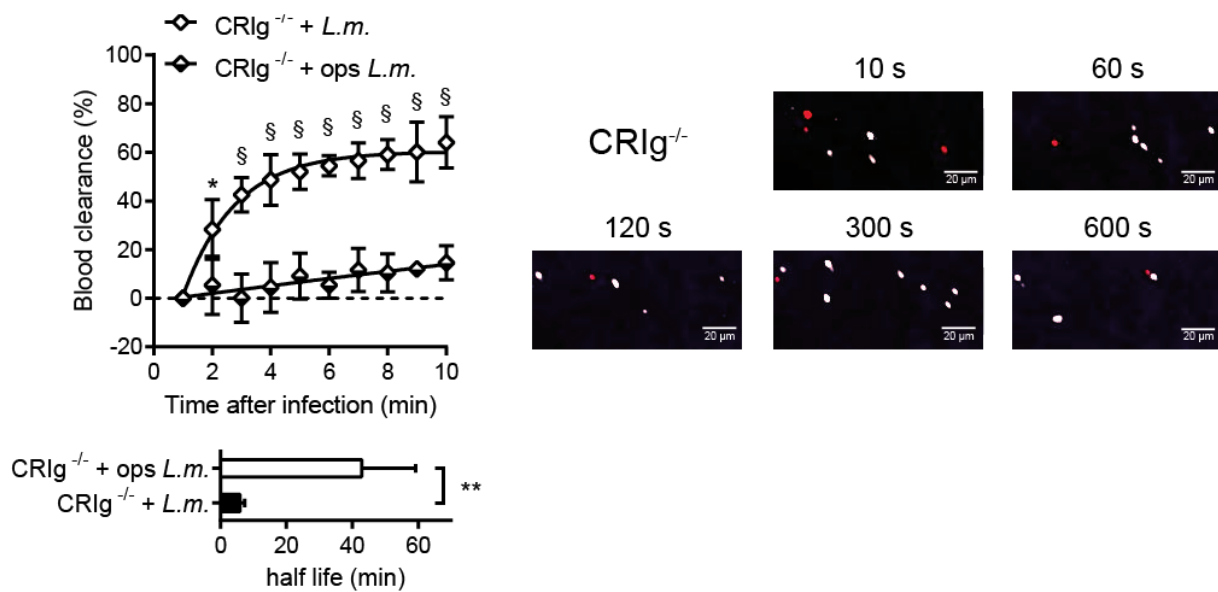 CRIg -/- + L.m.
CRIg -/- + ops L.m.
Blood clearance (%)
100
80
60
40
20
0
-20
* § § § § § § § §
0 2 4 6 8 10
Time after infection (min)
CRIg -/- + ops L.m.
CRIg -/- + L.m.
**
0 20 40 60
half life (min)
CRIg-/-
10 s
20 µm
60 s
20 µm
120 s
20 µm
300 s
20 µm
600 s
20 µm